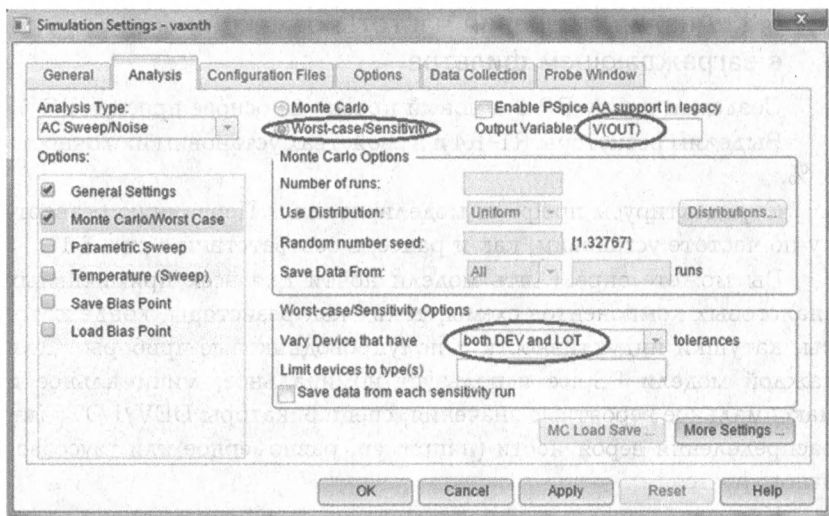 Simulation Settings - vaxnth
General Analysis Configuration Files Options Data Collection Probe Window
Analysis Type:
AC Sweep/Noise
Options:
General Settings
Monte Carlo/Worst Case
Parametric Sweep
Temperature (Sweep)
Save Bias Point
Load Bias Point
Monte Carlo
Worst-case/Sensitivity
Enable PSpice AA support in legacy
Output Variable: V(OUT)
Monte Carlo Options
Number of runs:
Use Distribution: Uniform Distributions...
Random number seed: [1.32767]
Save Data From: All runs
Worst-case/Sensitivity Options
Vary Device that have both DEV and LOT tolerances
Limit devices to type(s)
Save data from each sensitivity run
MC Load Save ... More Settings ...
OK Cancel Apply Reset Help